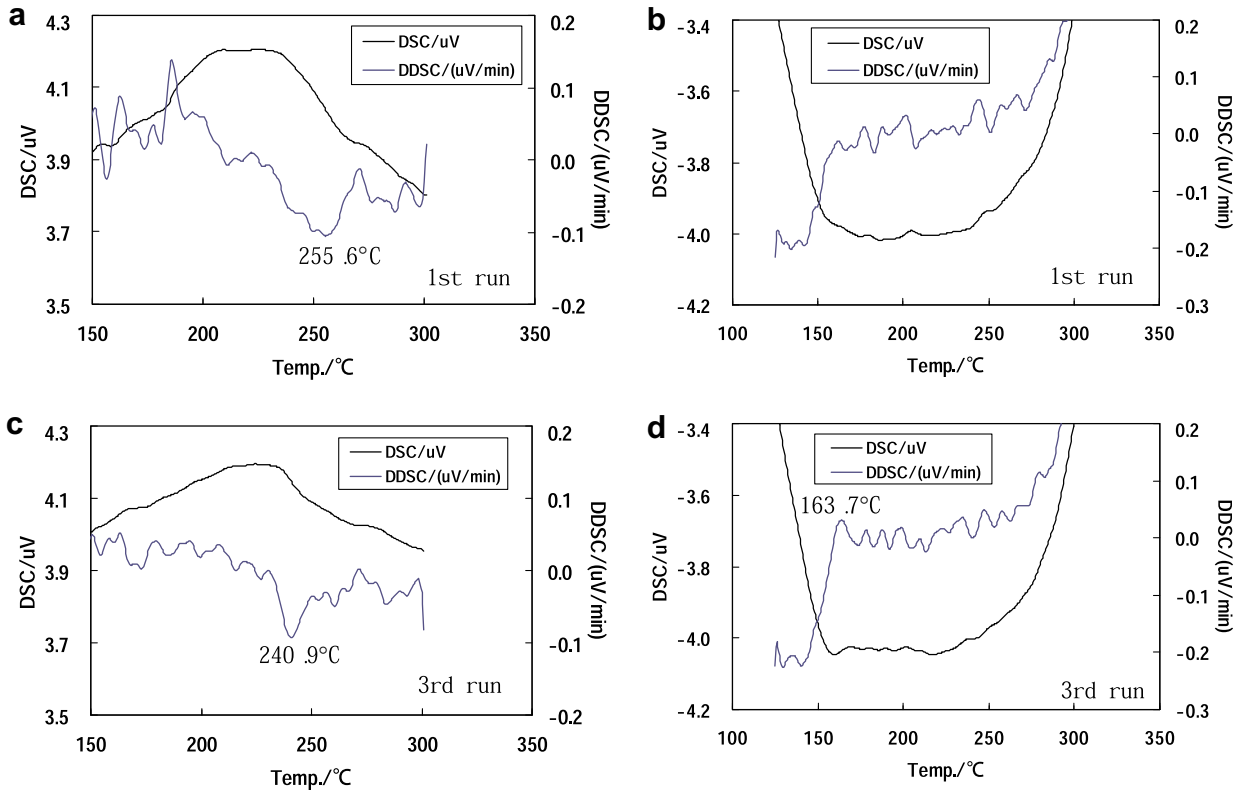 a
4.3
4.1
3.9
3.7
3.5
DSC/uV
0.2
0.1
0.0
-0.1
-0.2
DDSC/(uV/min)
DSC/uV
DDSC/(uV/min)
255 .6°C
1st run
150
200
250
300
350
Temp./℃
b
-3.4
-3.6
-3.8
-4.0
-4.2
DSC/uV
0.2
0.1
0.0
-0.1
-0.2
-0.3
DDSC/(uV/min)
DSC/uV
DDSC/(uV/min)
1st run
100
150
200
250
300
350
Temp./℃
c
4.3
4.1
3.9
3.7
3.5
DSC/uV
0.2
0.1
0.0
-0.1
-0.2
DDSC/(uV/min)
DSC/uV
DDSC/(uV/min)
240 .9°C
3rd run
150
200
250
300
350
Temp./℃
d
-3.4
-3.6
-3.8
-4.0
-4.2
DSC/uV
0.2
0.1
0.0
-0.1
-0.2
-0.3
DDSC/(uV/min)
DSC/uV
DDSC/(uV/min)
163 .7°C
3rd run
100
150
200
250
300
350
Temp./℃